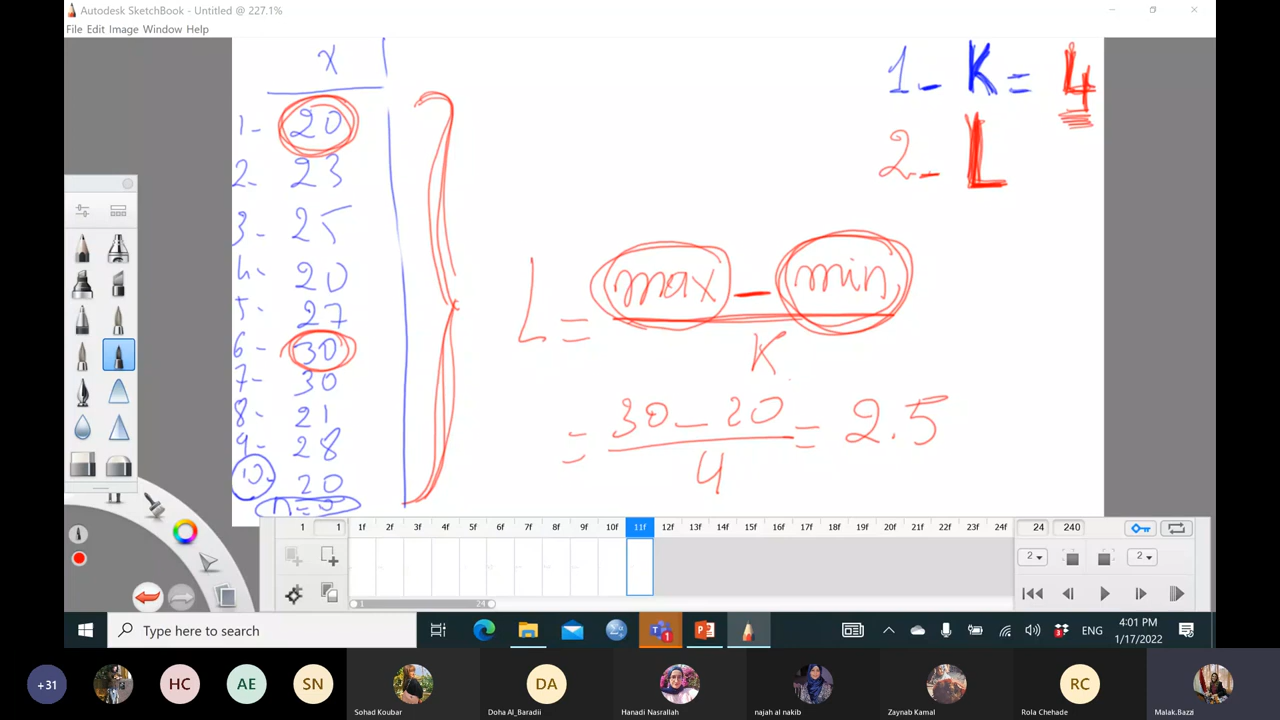 Autodesk SketchBook - Untitled @ 227.1%
File Edit Image Window Help
x
1- 20
2- 23
3- 25
4- 20
5- 27
6- 30
7- 30
8- 21
9- 28
10- 20
1- K = 4
2- L
L = max - min
K
= 30 - 20 = 2.5
4
1 1 1f 2f 3f 4f 5f 6f 7f 8f 9f 10f 11f 12f 13f 14f 15f 16f 17f 18f 19f 20f 21f 22f 23f 24f 24 240
2 2
1 24
Type here to search
1
3
ENG
4:01 PM
1/17/2022
+31 HC AE SN DA RC
Sohad Koubar Doha Al_Baradii Hanadi Nasrallah najah al nakib Zaynab Kamal Rola Chehade Malak.Bazzi